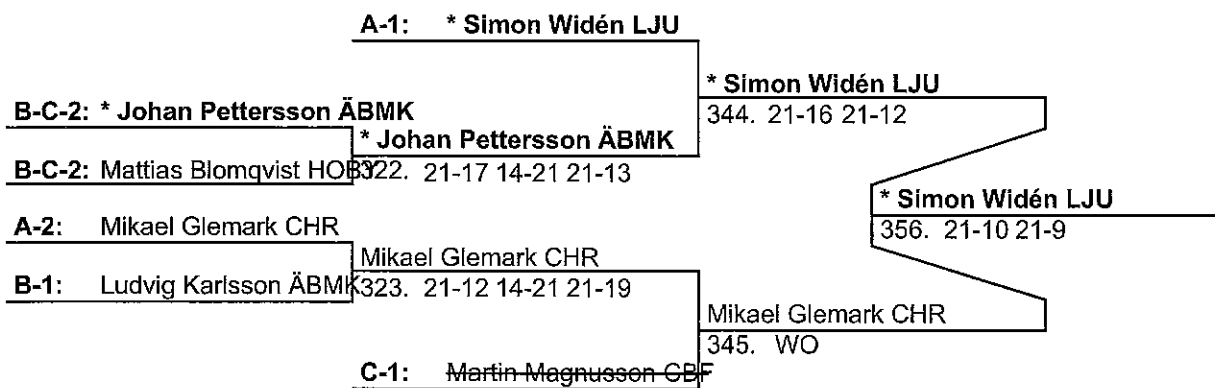 A-1: * Simon Widén LJU
* Simon Widén LJU
B-C-2: * Johan Pettersson ÄBMK
344. 21-16 21-12
* Johan Pettersson ÄBMK
B-C-2: Mattias Blomqvist HOBY
322. 21-17 14-21 21-13
* Simon Widén LJU
A-2: Mikael Glemark CHR
356. 21-10 21-9
Mikael Glemark CHR
B-1: Ludvig Karlsson ÄBMK
323. 21-12 14-21 21-19
Mikael Glemark CHR
345. WO
C-1: Martin Magnusson CBF